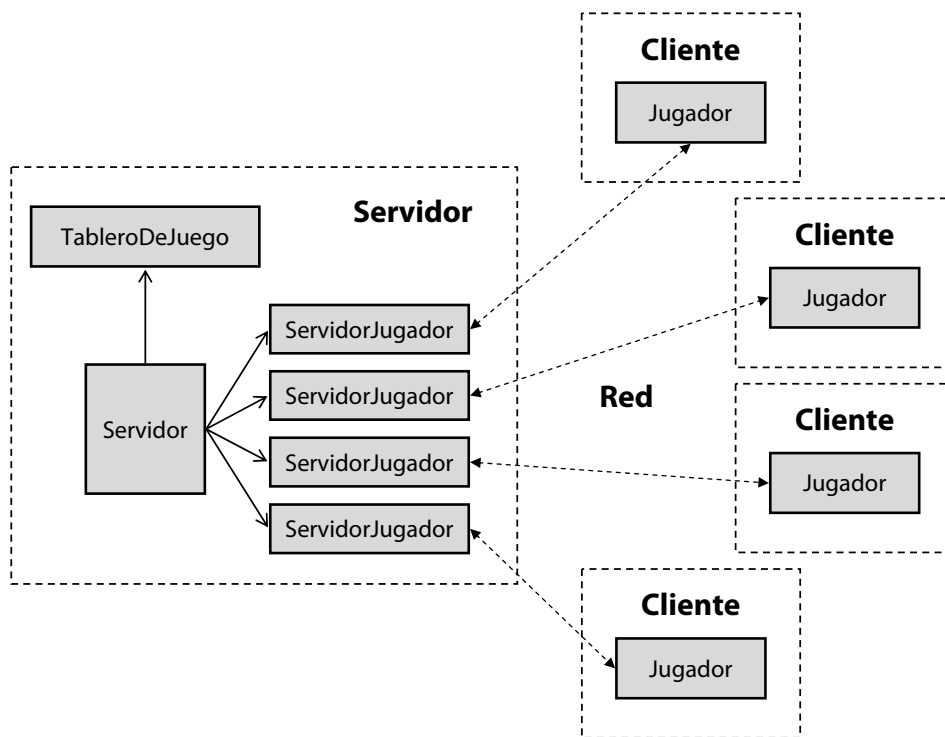 Cliente
Jugador
Servidor
TableroDeJuego
Cliente
Jugador
ServidorJugador
ServidorJugador
Red
Servidor
Cliente
ServidorJugador
Jugador
ServidorJugador
Cliente
Jugador